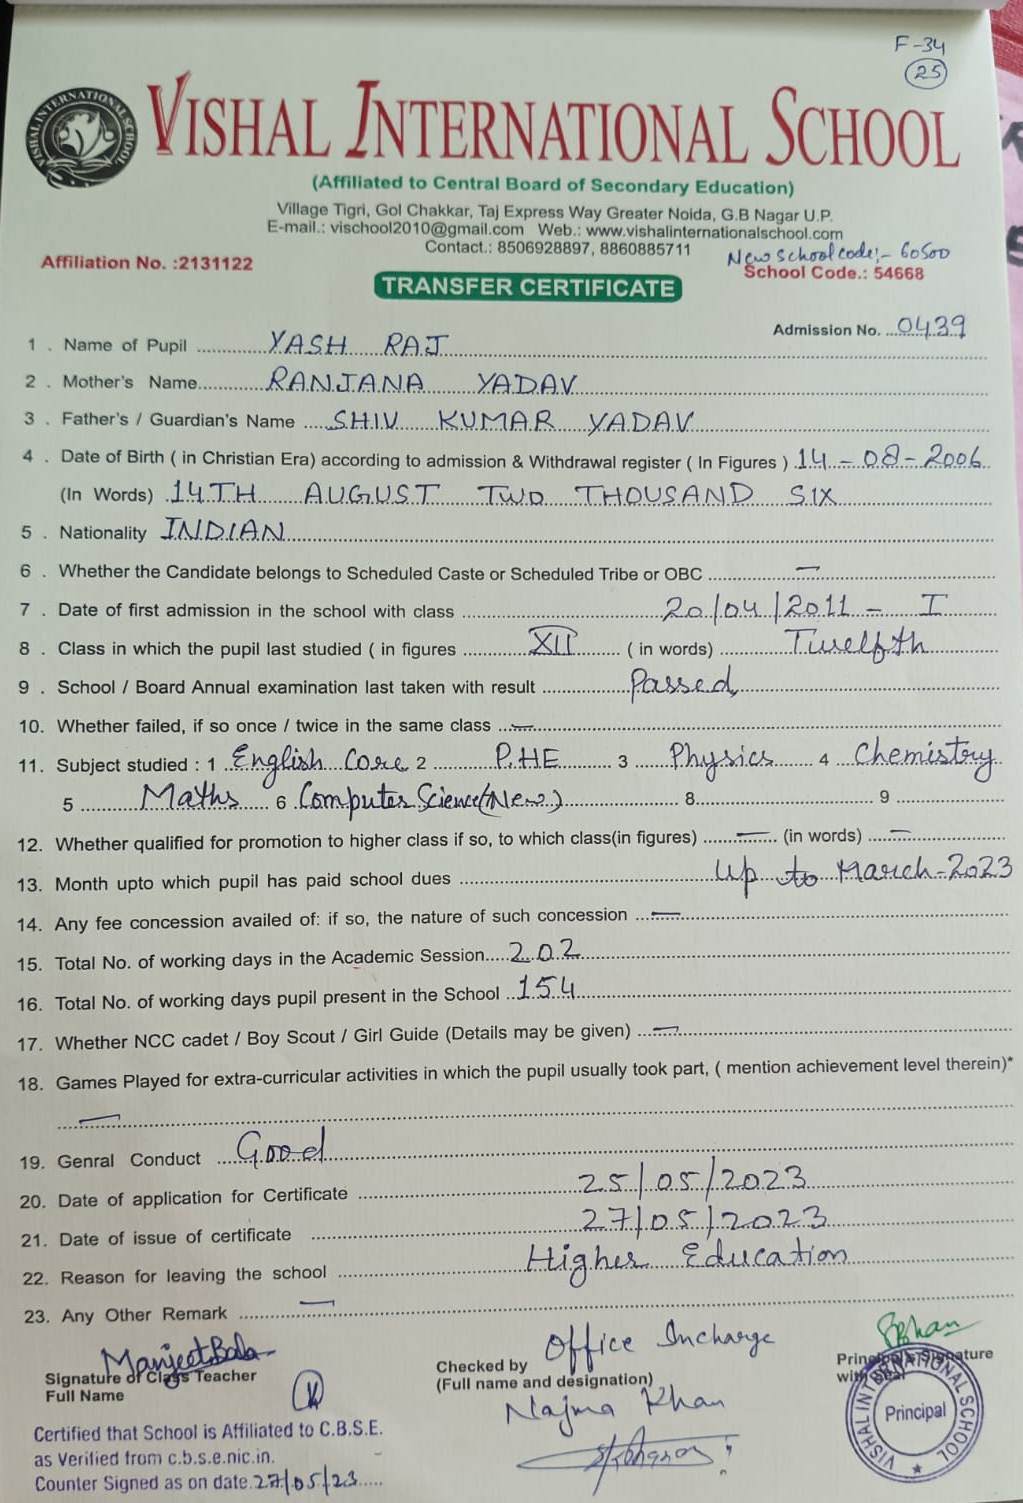 F-34
25
VISHAL INTERNATIONAL SCHOOL
VISHAL INTERNATIONAL SCHOOL
(Affiliated to Central Board of Secondary Education)
Village Tigri, Gol Chakkar, Taj Express Way Greater Noida, G.B Nagar U.P.
E-mail.: vischool2010@gmail.com Web.: www.vishalinternationalschool.com
Contact.: 8506928897, 8860885711
New school code:- 60500
Affiliation No. :2131122
School Code.: 54668
TRANSFER CERTIFICATE
Admission No. ...0439
1 . Name of Pupil ............ YASH RAJ
2 . Mother's Name............ RANJANA YADAV
3 . Father's / Guardian's Name .... SHIV KUMAR YADAV
4 . Date of Birth ( in Christian Era) according to admission & Withdrawal register ( In Figures ) .14 - 08 - 2006
(In Words) .14TH AUGUST TWO THOUSAND SIX
5 . Nationality INDIAN
6 . Whether the Candidate belongs to Scheduled Caste or Scheduled Tribe or OBC .......... —
7 . Date of first admission in the school with class .......... 20/04/2011 - I
8 . Class in which the pupil last studied ( in figures .......... XII ........ ( in words) .......... Twelfth
9 . School / Board Annual examination last taken with result .......... Passed
10. Whether failed, if so once / twice in the same class ...—
11. Subject studied : 1 ..English Core 2 .......... P.HE .......... 3 ...... Physics ....... 4 ... Chemistry
5 .......... Maths ..... 6 .Computer Science(New).......... 8.......... 9 ..........
12. Whether qualified for promotion to higher class if so, to which class(in figures) ......—...... (in words) ....—
13. Month upto which pupil has paid school dues .......... Up to March-2023
14. Any fee concession availed of: if so, the nature of such concession ...—
15. Total No. of working days in the Academic Session.....202
16. Total No. of working days pupil present in the School ..154
17. Whether NCC cadet / Boy Scout / Girl Guide (Details may be given) ...—
18. Games Played for extra-curricular activities in which the pupil usually took part, ( mention achievement level therein)*
—
19. Genral Conduct .... Good
20. Date of application for Certificate .......... 25/05/2023
21. Date of issue of certificate .......... 27/05/2023
22. Reason for leaving the school .......... Higher Education
23. Any Other Remark .......... —
Manjeet Bala
Signature of Class Teacher
Full Name
Office Incharge
Checked by
(Full name and designation)
Najma Khan
Principal's Signature
with Seal
VISHAL INTERNATIONAL SCHOOL
Principal
Certified that School is Affiliated to C.B.S.E.
as Verified from c.b.s.e.nic.in.
Counter Signed as on date.27/05/23.....